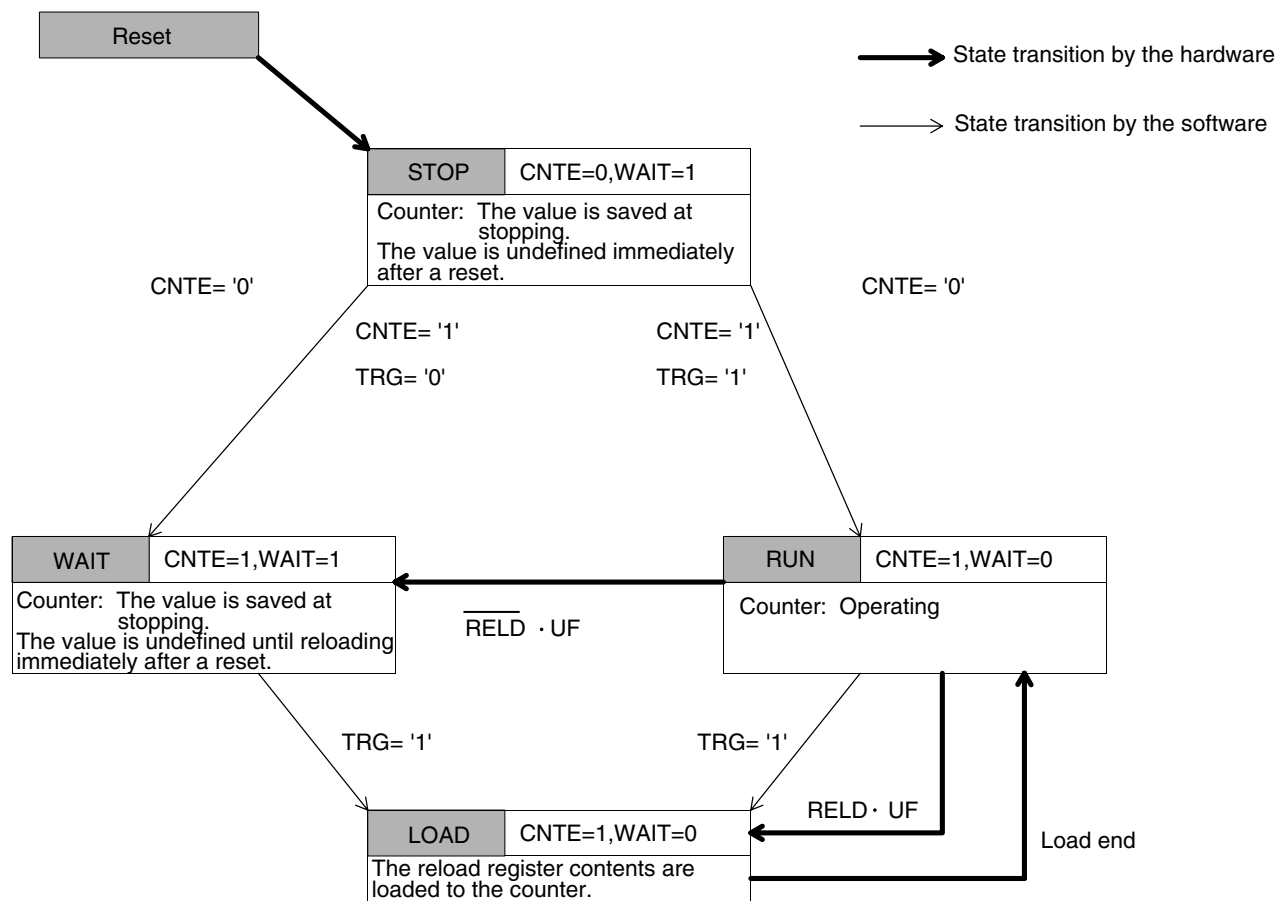 Reset
State transition by the hardware
State transition by the software
STOP
CNTE=0,WAIT=1
Counter: The value is saved at
stopping.
The value is undefined immediately
after a reset.
CNTE= '0'
CNTE= '0'
CNTE= '1'
CNTE= '1'
TRG= '0'
TRG= '1'
WAIT
CNTE=1,WAIT=1
RUN
CNTE=1,WAIT=0
Counter: The value is saved at
stopping.
The value is undefined until reloading
immediately after a reset.
Counter: Operating
R̅E̅L̅D̅ · UF
TRG= '1'
TRG= '1'
RELD · UF
Load end
LOAD
CNTE=1,WAIT=0
The reload register contents are
loaded to the counter.